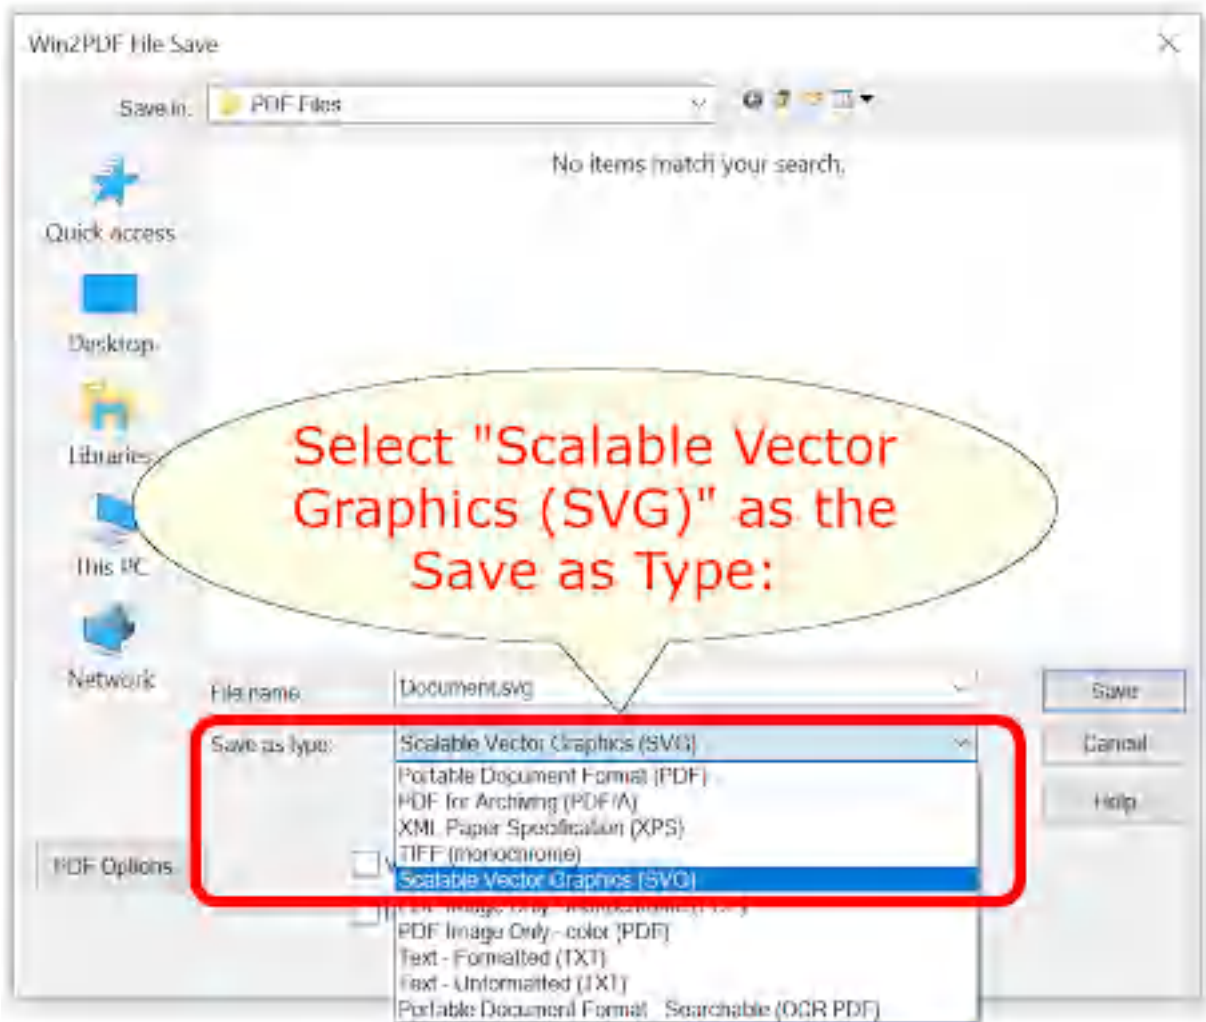 Win2PDF File Save
Save in:
PDF Files
No items match your search.
Quick access
Desktop
Libraries
This PC
Network
Select "Scalable Vector
Graphics (SVG)" as the
Save as Type:
File name
Document.svg
Save
Save as type:
Scalable Vector Graphics (SVG)
Cancel
Portable Document Format (PDF)
PDF for Archiving (PDF/A)
XML Paper Specification (XPS)
Help
TIFF (monochrome)
PDF Options
Scalable Vector Graphics (SVG)
PDF Image Only - color (PDF)
Text - Formatted (TXT)
Text - Unformatted (TXT)
Portable Document Format - Searchable (OCR PDF)